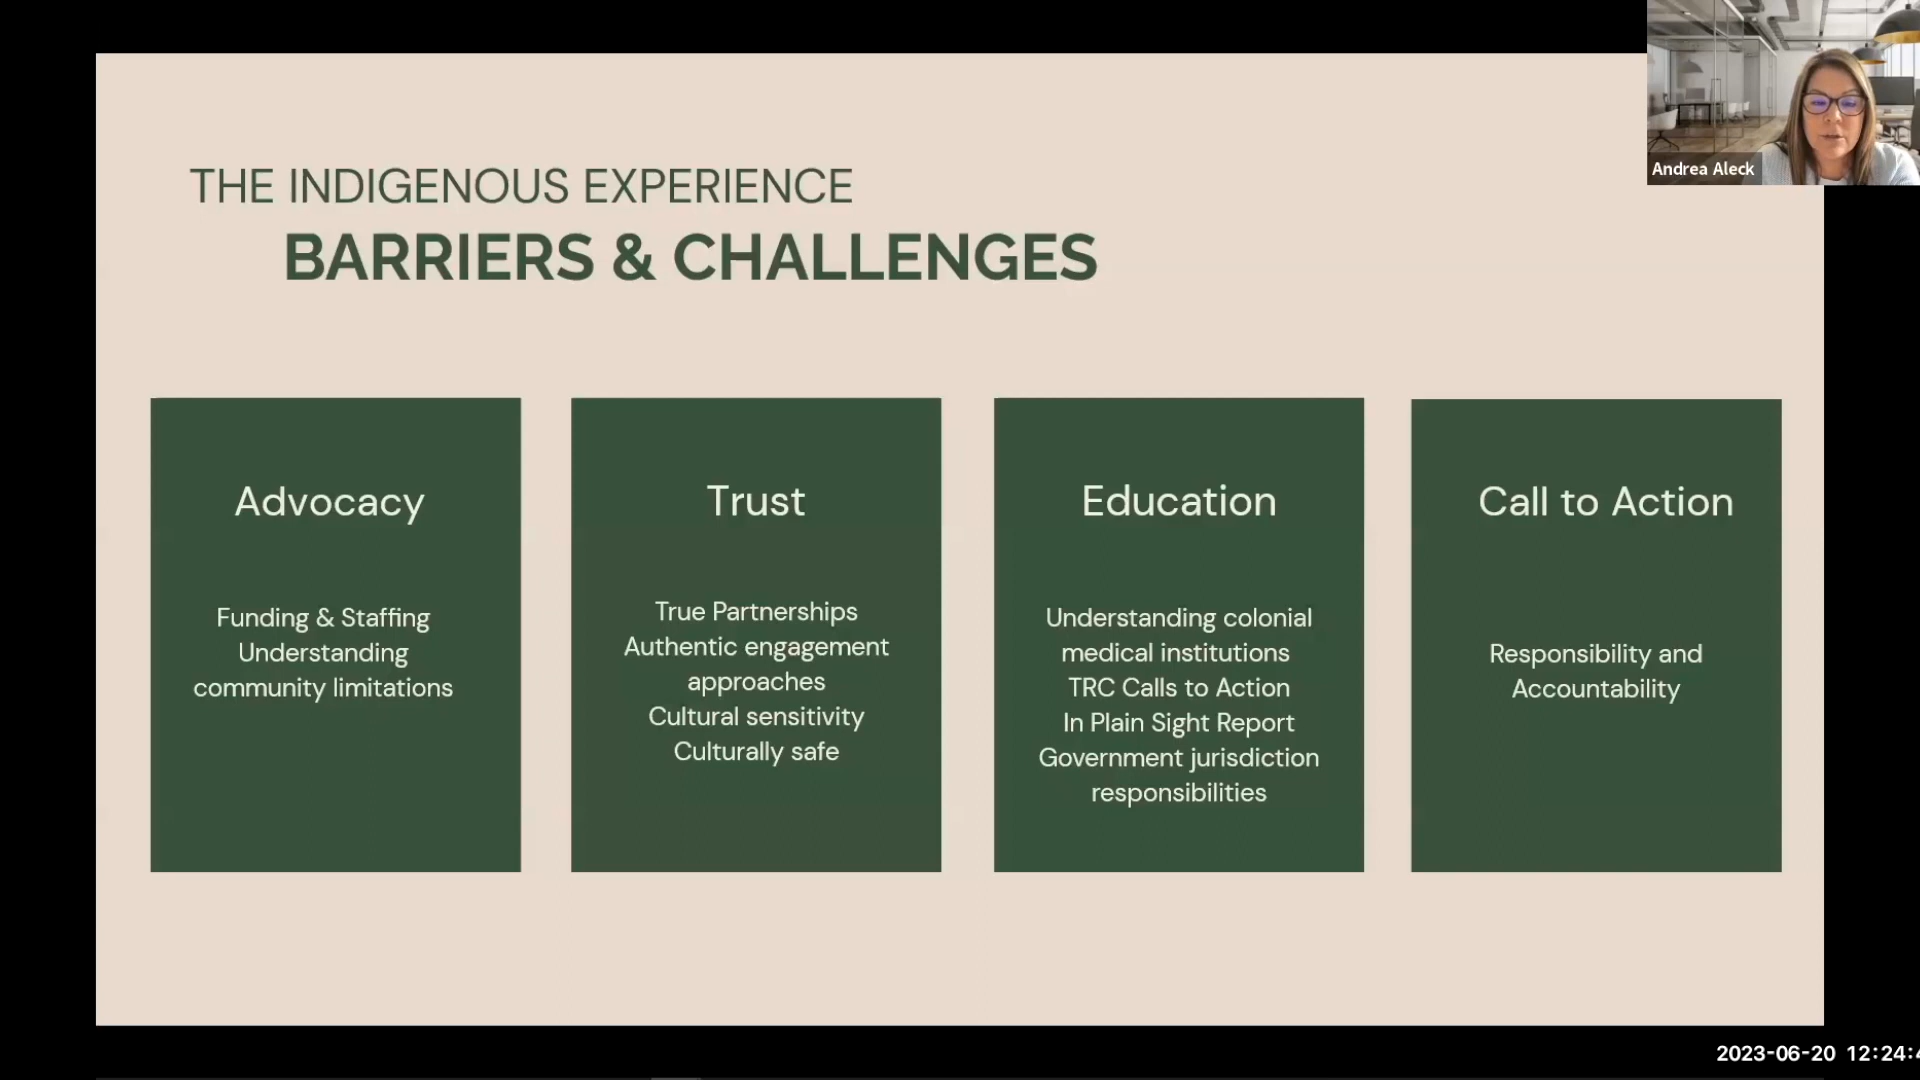 Andrea Aleck
THE INDIGENOUS EXPERIENCE
BARRIERS & CHALLENGES
Advocacy
Funding & Staffing
Understanding
community limitations
Trust
True Partnerships
Authentic engagement
approaches
Cultural sensitivity
Culturally safe
Education
Understanding colonial
medical institutions
TRC Calls to Action
In Plain Sight Report
Government jurisdiction
responsibilities
Call to Action
Responsibility and
Accountability
2023-06-20 12:24: